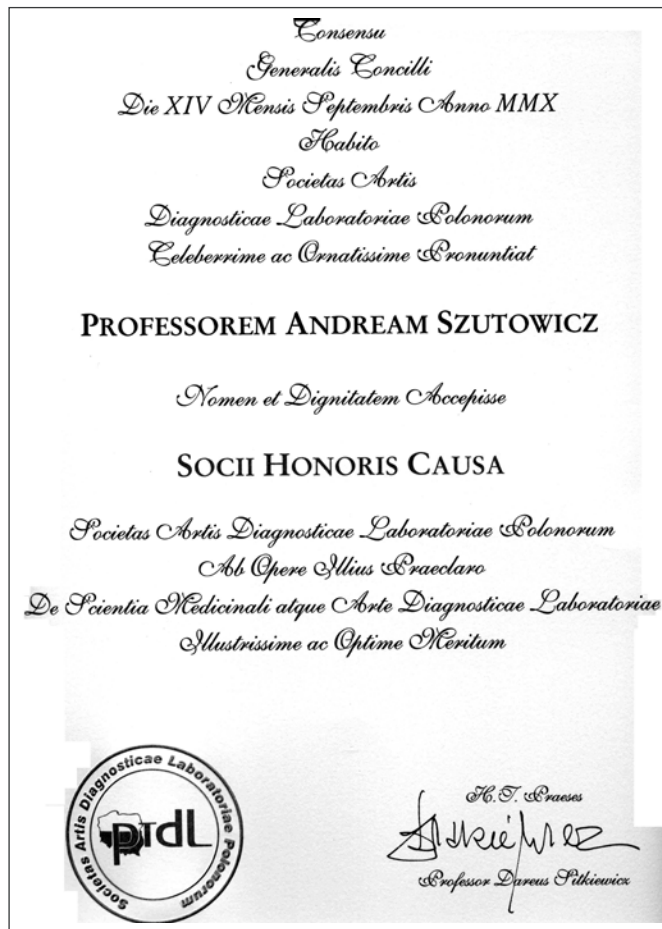 Consensu
Generalis Concilli
Die XIV Mensis Septembris Anno MMX
Habito
Societas Artis
Diagnosticae Laboratoriae Polonorum
Celeberrime ac Ornatissime Pronuntiat
PROFESSOREM ANDREAM SZUTOWICZ
Nomen et Dignitatem Accepisse
SOCII HONORIS CAUSA
Societas Artis Diagnosticae Laboratoriae Polonorum
Ab Opere Illius Praeclaro
De Scientia Medicinali atque Arte Diagnosticae Laboratoriae
Illustrissime ac Optime Meritum
Societas Artis Diagnosticae Laboratoriae Polonorum
PTDL
H.T. Praeses
Professor Dareus Sitkiewicz